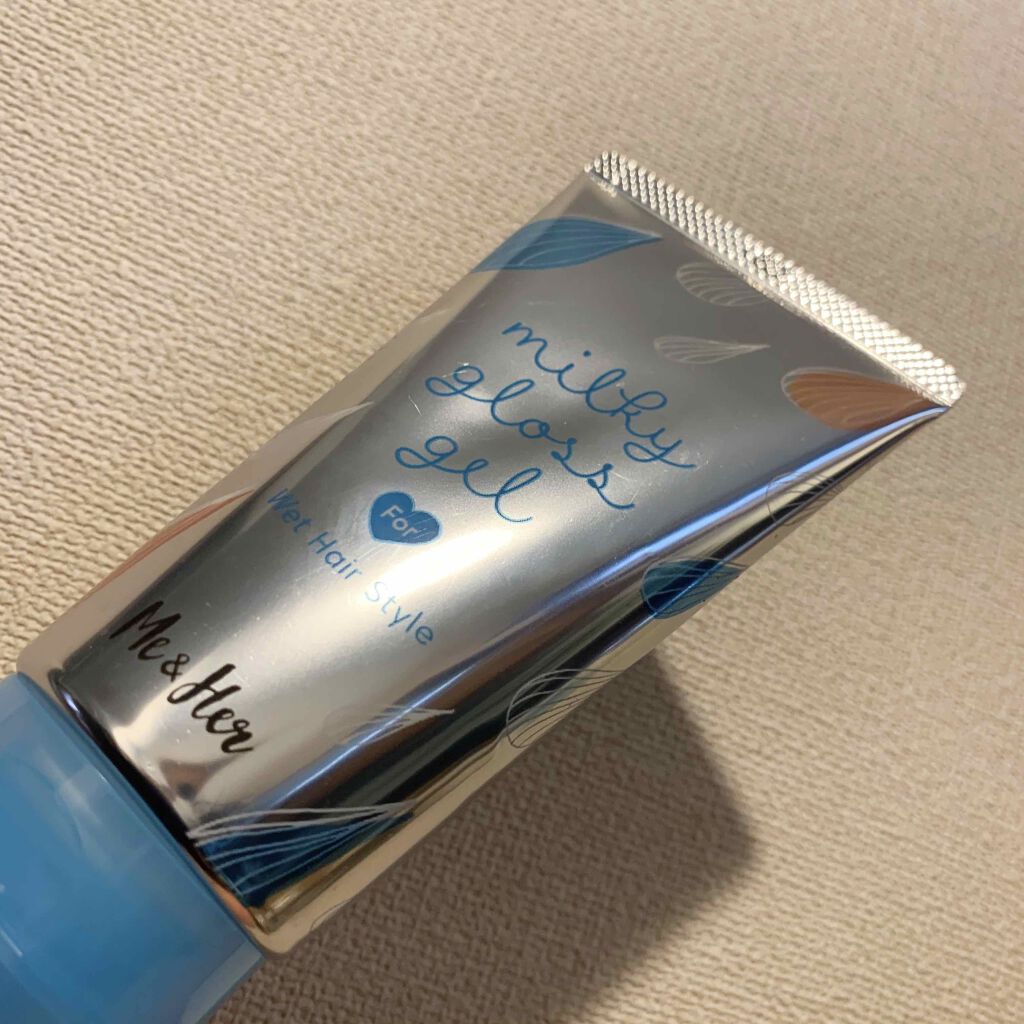 milky
gloss
gel
For
Wet Hair Style
Me & Her